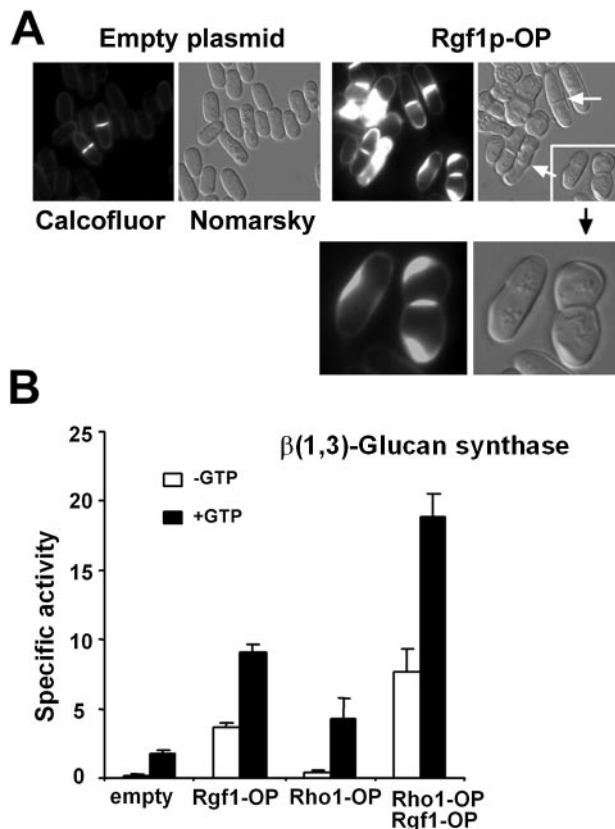 A
Empty plasmid
Rgf1p-OP
Calcofluor
Nomarsky
B
β(1,3)-Glucan synthase
-GTP
+GTP
Specific activity
25
20
15
10
5
0
empty
Rgf1-OP
Rho1-OP
Rho1-OP
Rgf1-OP